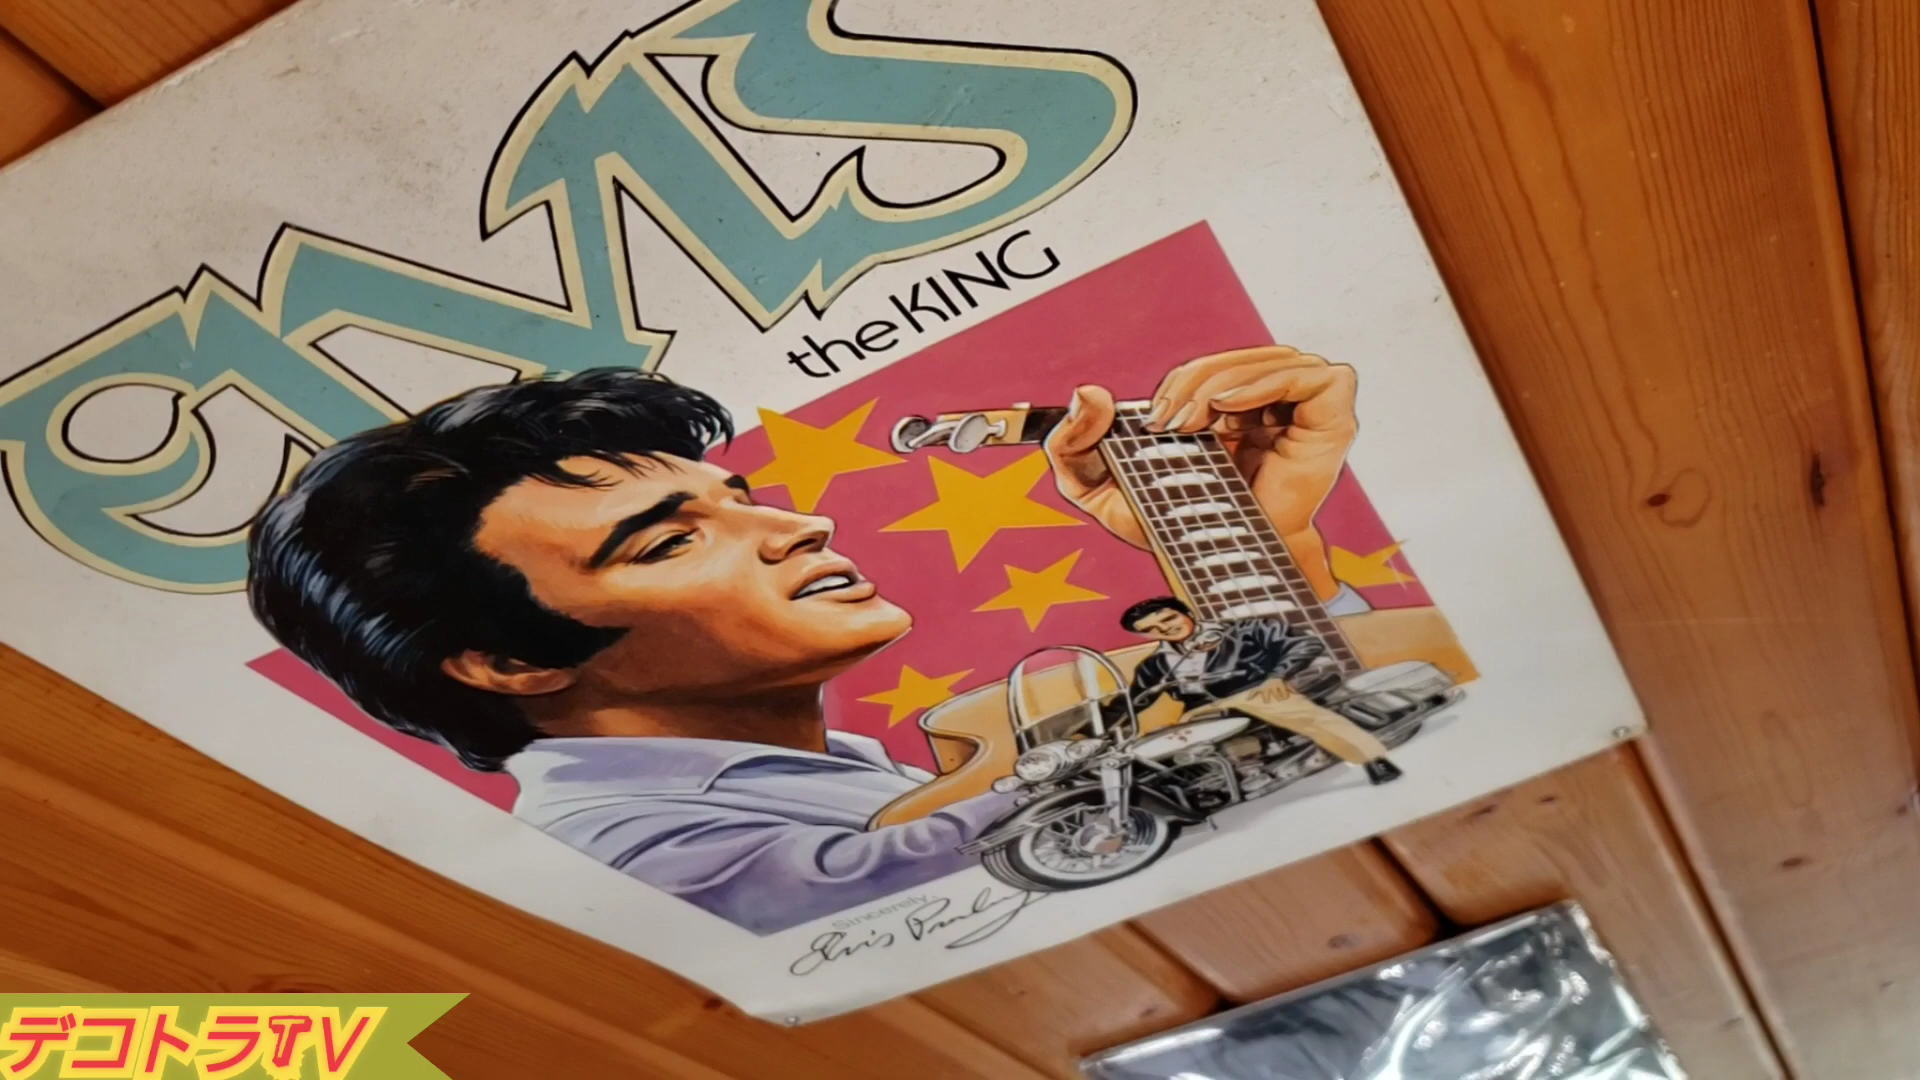 eLVIS
the KING
Sincerely,
Elvis Presley
デコトラTV